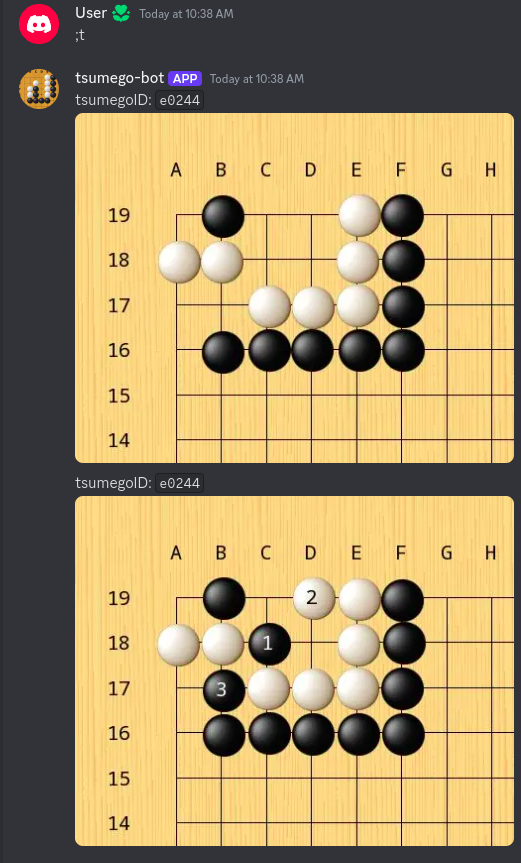 User Today at 10:38 AM
;t
tsumego-bot APP Today at 10:38 AM
tsumegoID: e0244
A B C D E F G H
19
18
17
16
15
14
tsumegoID: e0244
A B C D E F G H
19 2
18 1
17 3
16
15
14